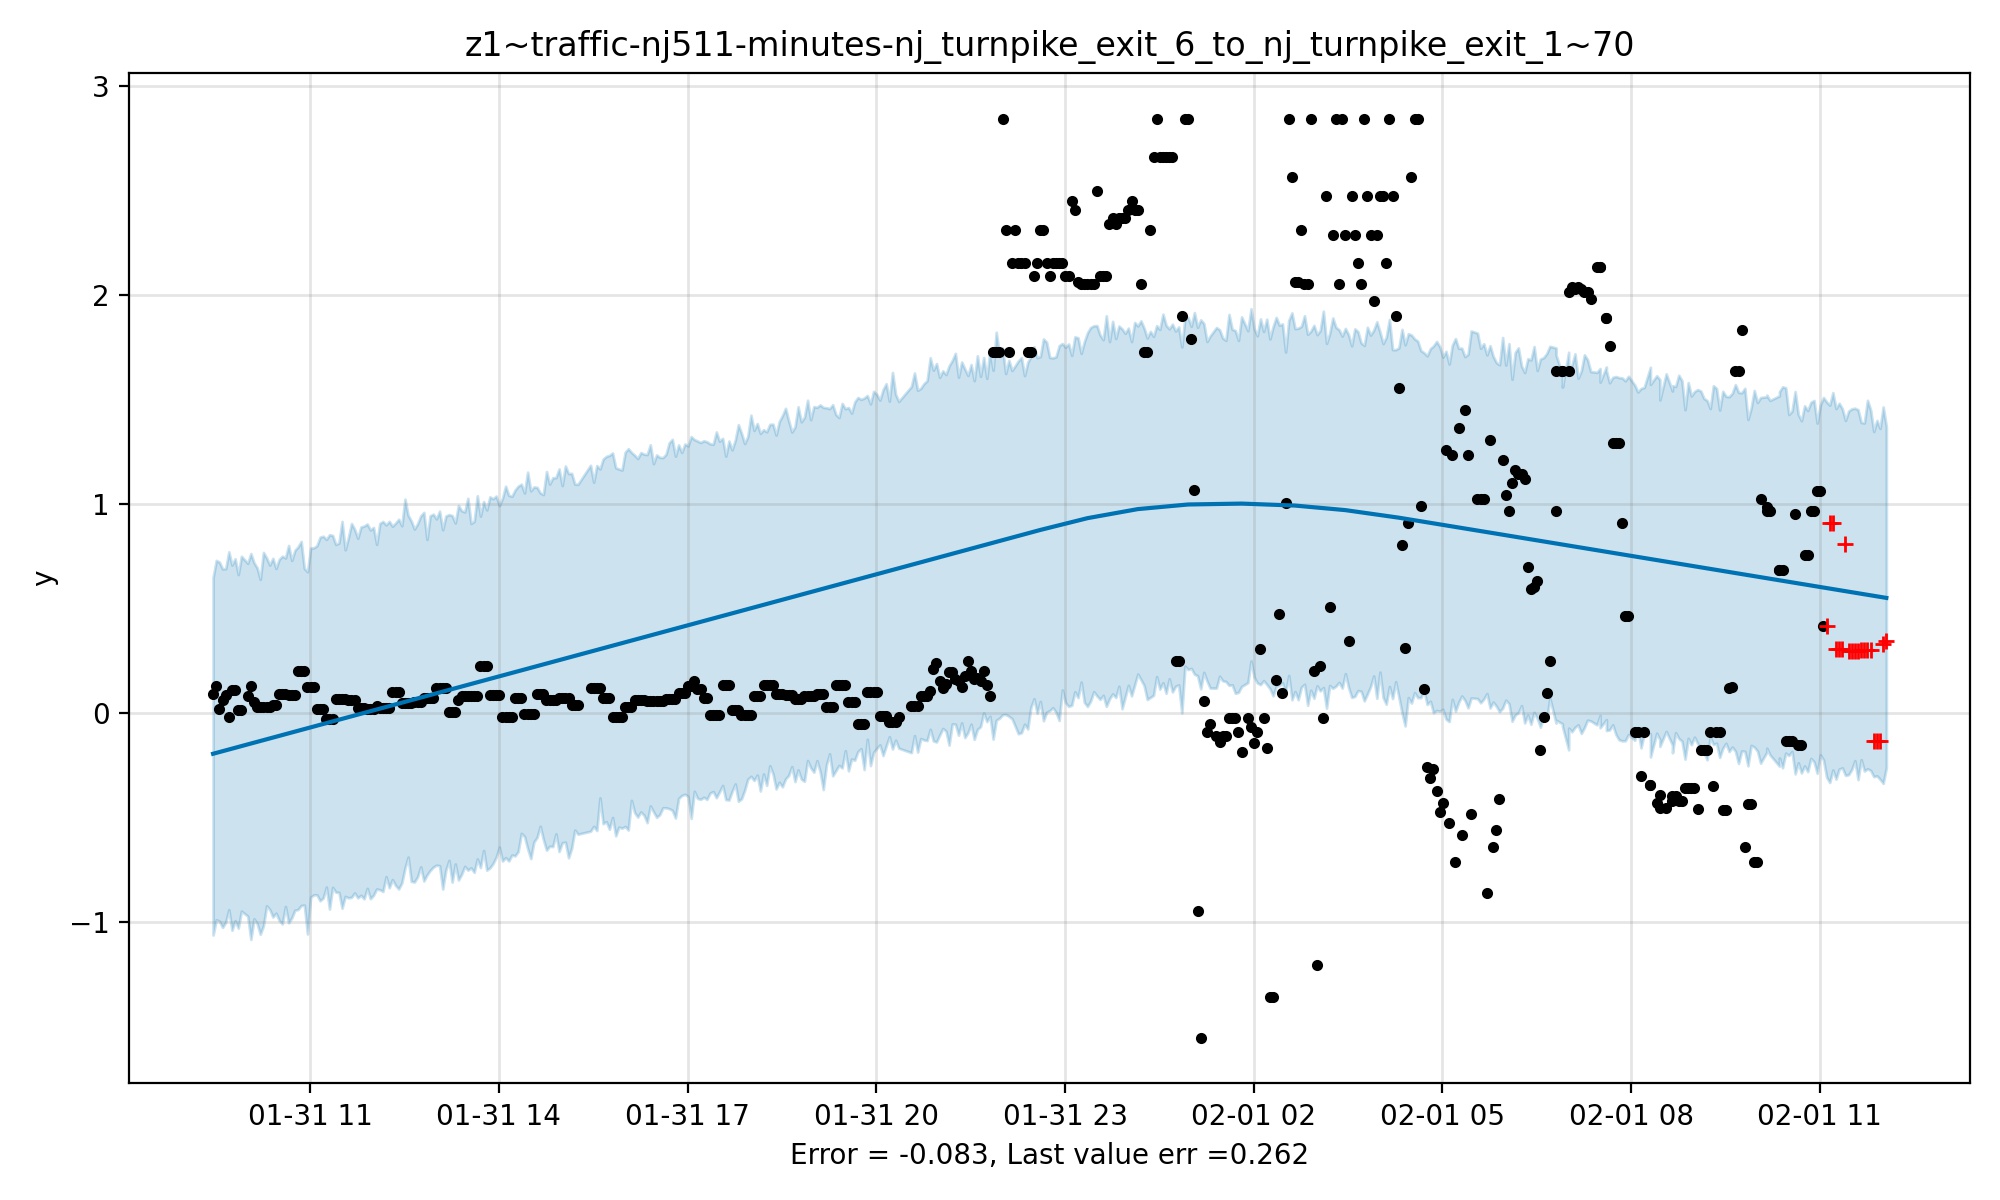 z1~traffic-nj511-minutes-nj_turnpike_exit_6_to_nj_turnpike_exit_1~70
3
2
1
0
−1
y
01-31 11 01-31 14 01-31 17 01-31 20 01-31 23 02-01 02 02-01 05 02-01 08 02-01 11
Error = -0.083, Last value err =0.262